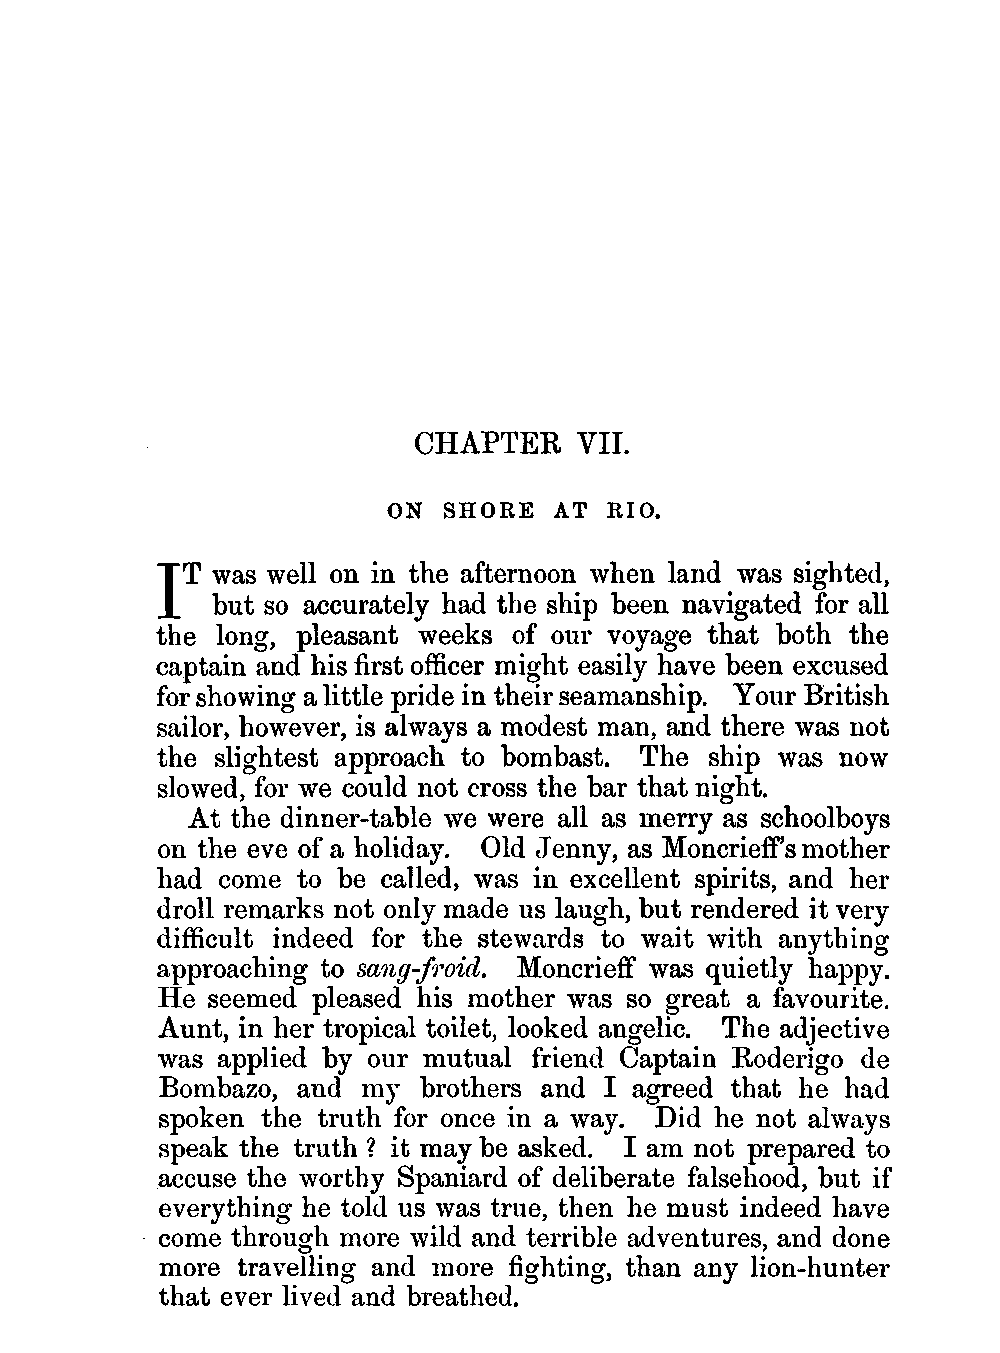 CHAPTER VII.
ON SHORE AT RIO.
IT was well on in the afternoon when land was sighted,
but so accurately had the ship been navigated for all
the long, pleasant weeks of our voyage that both the
captain and his first officer might easily have been excused
for showing a little pride in their seamanship. Your British
sailor, however, is always a modest man, and there was not
the slightest approach to bombast. The ship was now
slowed, for we could not cross the bar that night.
At the dinner-table we were all as merry as schoolboys
on the eve of a holiday. Old Jenny, as Moncrieff's mother
had come to be called, was in excellent spirits, and her
droll remarks not only made us laugh, but rendered it very
difficult indeed for the stewards to wait with anything
approaching to sang-froid. Moncrieff was quietly happy.
He seemed pleased his mother was so great a favourite.
Aunt, in her tropical toilet, looked angelic. The adjective
was applied by our mutual friend Captain Roderigo de
Bombazo, and my brothers and I agreed that he had
spoken the truth for once in a way. Did he not always
speak the truth? it may be asked. I am not prepared to
accuse the worthy Spaniard of deliberate falsehood, but if
everything he told us was true, then he must indeed have
come through more wild and terrible adventures, and done
more travelling and more fighting, than any lion-hunter
that ever lived and breathed.